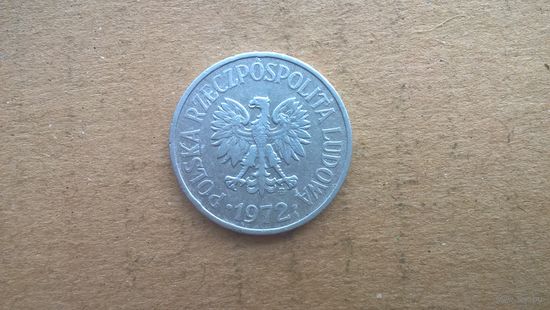 POLSKA RZECZPOSPOLITA LUDOWA
1972